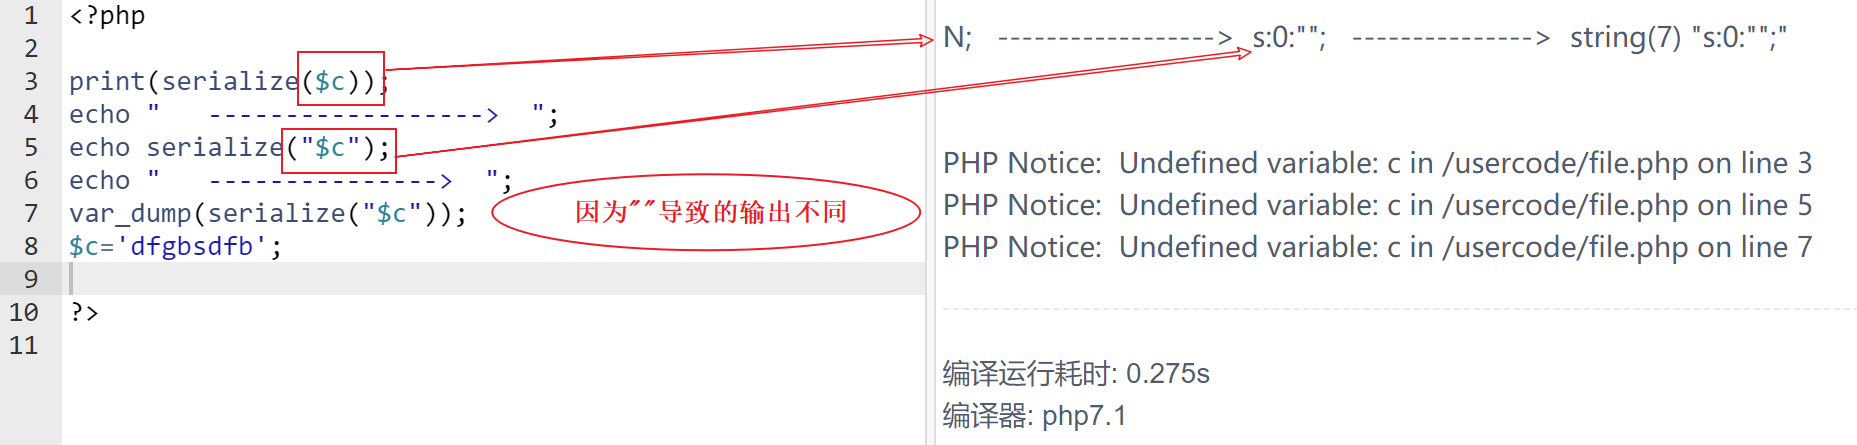 1 <?php
2
3 print(serialize($c));
4 echo "   ------------------>  ";
5 echo serialize("$c");
6 echo "   --------------->  ";
7 var_dump(serialize("$c"));
8 $c='dfgbsdfb';
9
10 ?>
11
因为""导致的输出不同
N;   ------------------>  s:0:"";   --------------->  string(7) "s:0:"";"
PHP Notice:  Undefined variable: c in /usercode/file.php on line 3
PHP Notice:  Undefined variable: c in /usercode/file.php on line 5
PHP Notice:  Undefined variable: c in /usercode/file.php on line 7
编译运行耗时: 0.275s
编译器: php7.1